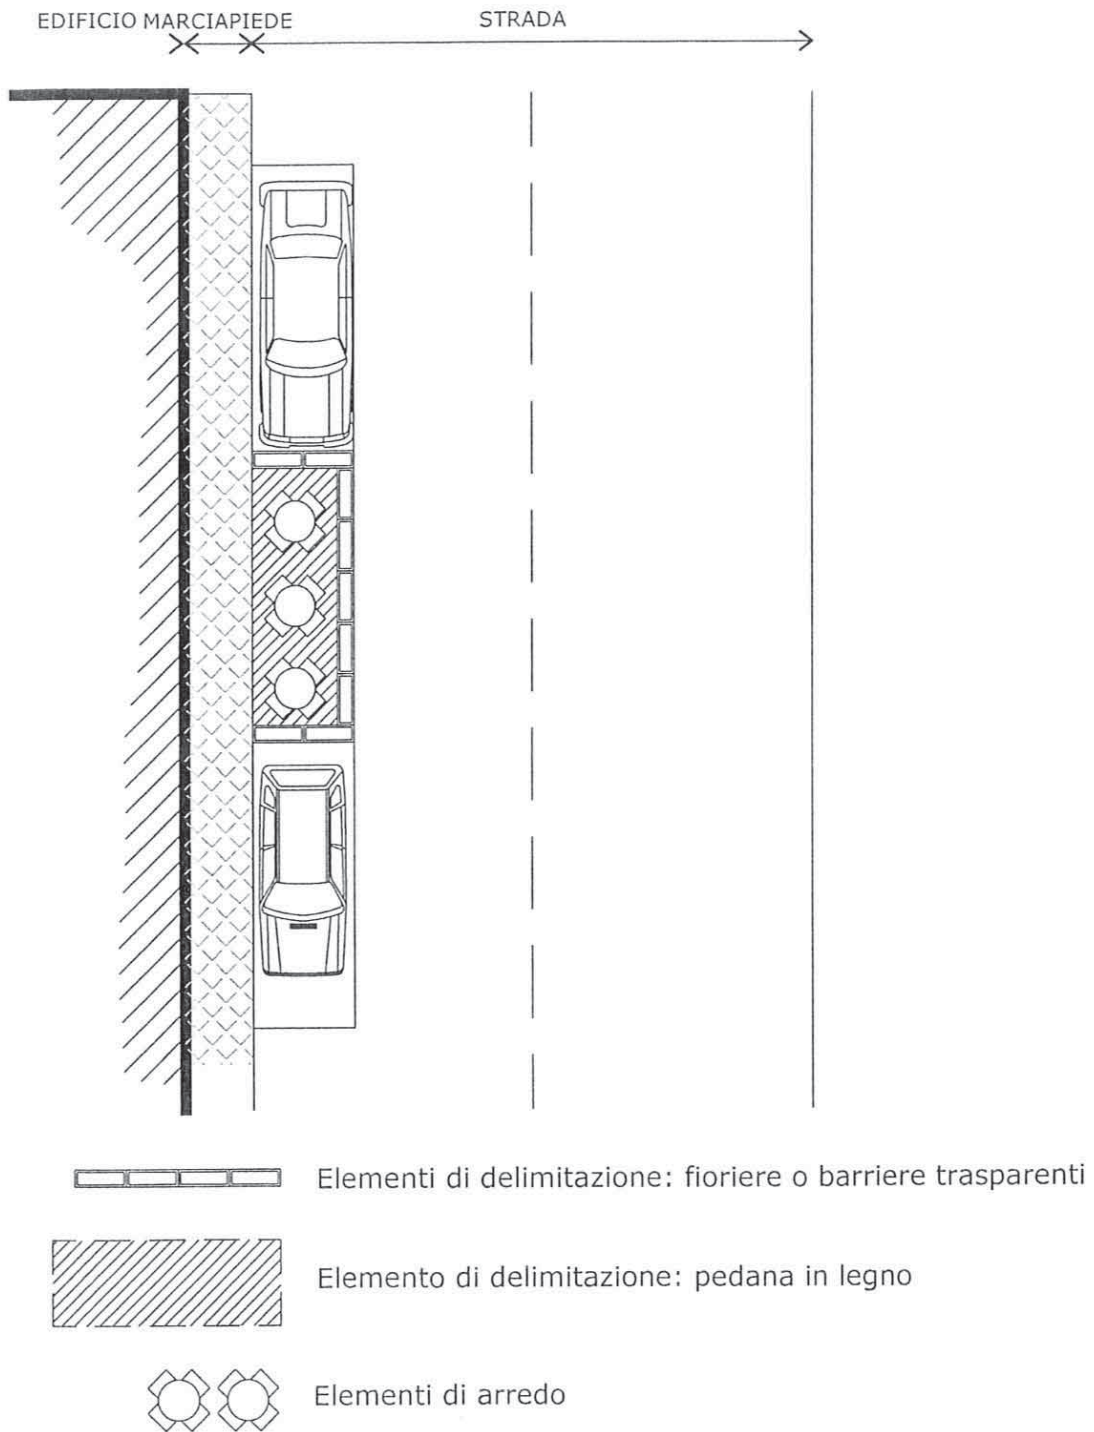 EDIFICIO MARCIAPIEDE STRADA
Elementi di delimitazione: fioriere o barriere trasparenti
Elemento di delimitazione: pedana in legno
Elementi di arredo